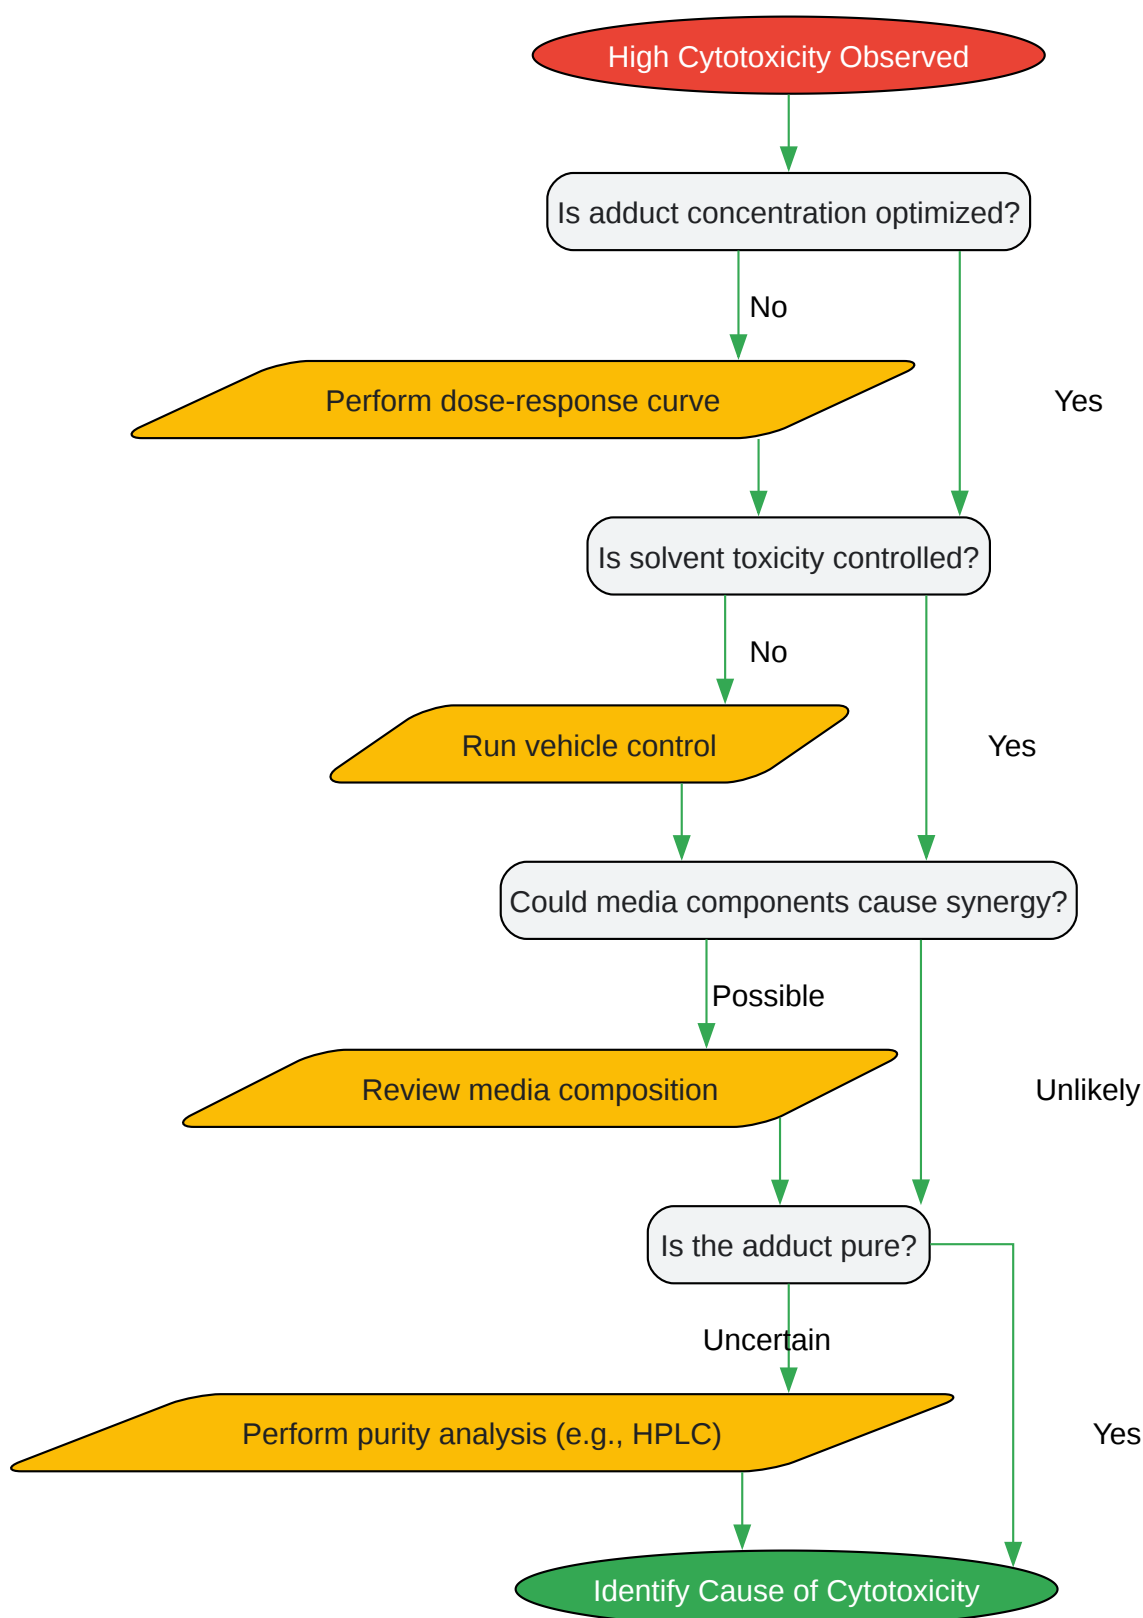 High Cytotoxicity Observed
Is adduct concentration optimized?
No
Perform dose-response curve
Yes
Is solvent toxicity controlled?
No
Run vehicle control
Yes
Could media components cause synergy?
Possible
Review media composition
Unlikely
Is the adduct pure?
Uncertain
Perform purity analysis (e.g., HPLC)
Yes
Identify Cause of Cytotoxicity